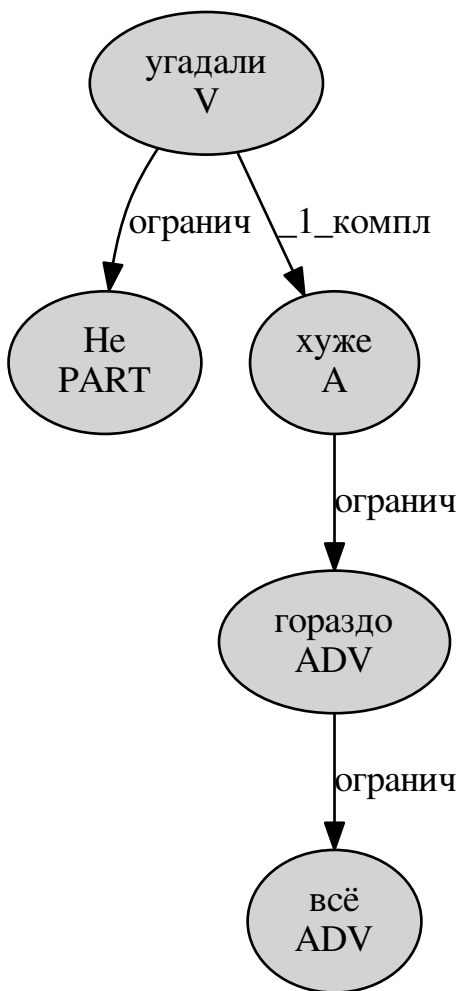 угадали
V
огранич
_1_компл
Не
PART
хуже
A
огранич
гораздо
ADV
огранич
всё
ADV